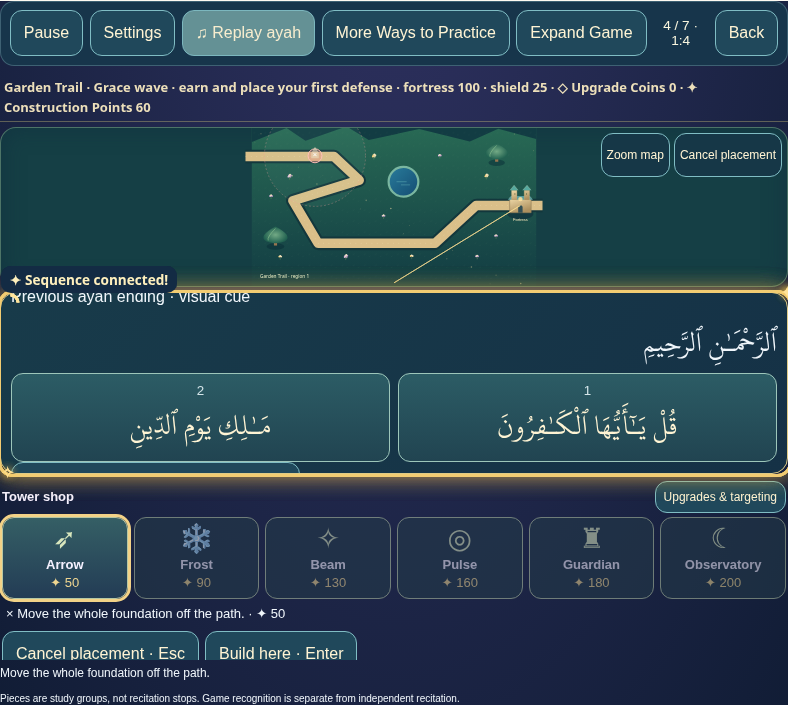 Pause
Settings
♫ Replay ayah
More Ways to Practice
Expand Game
4 / 7 ·
1:4
Back
Garden Trail · Grace wave · earn and place your first defense · fortress 100 · shield 25 · ◇ Upgrade Coins 0 · ✦
Construction Points 60
Zoom map
Cancel placement
Fortress
Garden Trail · region 1
✦ Sequence connected!
Previous ayah ending · visual cue
ٱلرَّحْمَـٰنِ ٱلرَّحِيمِ
1
قُلْ يَـٰٓأَيُّهَا ٱلْكَـٰفِرُونَ
2
مَـٰلِكِ يَوْمِ ٱلدِّينِ
Tower shop
Upgrades & targeting
Arrow
✦ 50
Frost
✦ 90
Beam
✦ 130
Pulse
✦ 160
Guardian
✦ 180
Observatory
✦ 200
× Move the whole foundation off the path. · ✦ 50
Cancel placement · Esc
Build here · Enter
Move the whole foundation off the path.
Pieces are study groups, not recitation stops. Game recognition is separate from independent recitation.